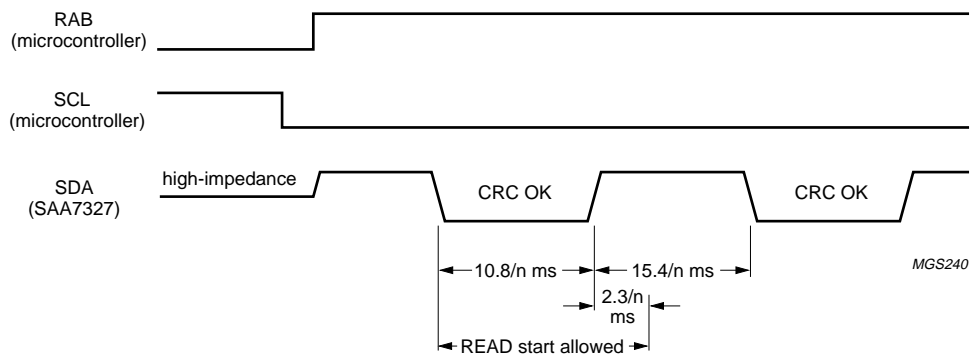 RAB
(microcontroller)
SCL
(microcontroller)
SDA
(SAA7327)
high-impedance
CRC OK
CRC OK
10.8/n ms
15.4/n ms
2.3/n
ms
READ start allowed
MGS240